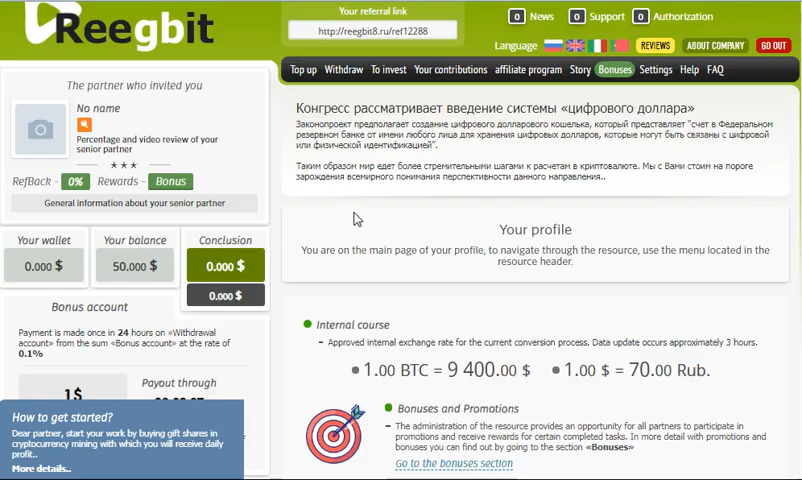 Reegbit
Your referral link
http://reegbit8.ru/ref12288
0 News 0 Support 0 Authorization
Language REVIEWS ABOUT COMPANY GO OUT
Top up Withdraw To invest Your contributions affiliate program Story Bonuses Settings Help FAQ
The partner who invited you
No name
Percentage and video review of your
senior partner
★ ★ ★
RefBack - 0% Rewards - Bonus
General information about your senior partner
Your wallet Your balance Conclusion
0.000 $ 50.000 $ 0.000 $
0.000 $
Bonus account
Payment is made once in 24 hours on «Withdrawal
account» from the sum «Bonus account» at the rate of
0.1%
1$ Payout through
How to get started?
Dear partner, start your work by buying gift shares in
cryptocurrency mining with which you will receive daily
profit..
More details..
Конгресс рассматривает введение системы «цифрового доллара»
Законопроект предполагает создание цифрового долларового кошелька, который представляет "счет в Федеральном
резервном банке от имени любого лица для хранения цифровых долларов, которые могут быть связаны с цифровой
или физической идентификацией".
Таким образом мир едет более стремительными шагами к расчетам в криптовалюте. Мы с Вами стоим на пороге
зарождения всемирного понимания перспективности данного направления..
Your profile
You are on the main page of your profile, to navigate through the resource, use the menu located in the
resource header.
Internal course
– Approved internal exchange rate for the current conversion process. Data update occurs approximately 3 hours.
1.00 BTC = 9 400.00 $ 1.00 $ = 70.00 Rub.
Bonuses and Promotions
– The administration of the resource provides an opportunity for all partners to participate in
promotions and receive rewards for certain completed tasks. In more detail with promotions
and bonuses you can find out by going to the section «Bonuses»
Go to the bonuses section